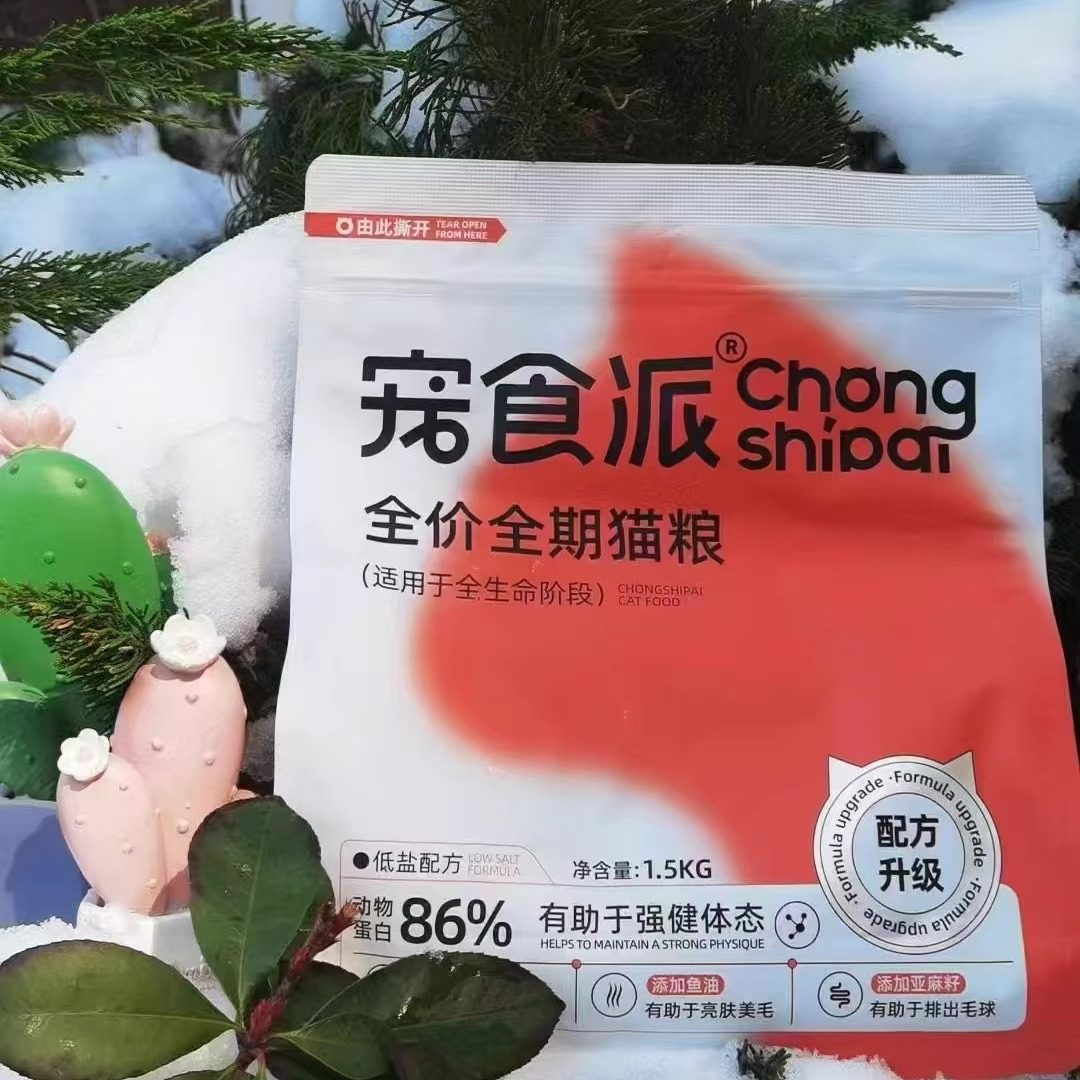 由此撕开
TEAR OPEN
FROM HERE
宠食派®
Chong
shipai
全价全期猫粮
(适用于全生命阶段)
CHONGSHIPAI
CAT FOOD
·Formula upgrade ·Formula upgrade ·Formula upgrade
配方
升级
●低盐配方
LOW SALT
FORMULA
净含量:1.5KG
动物
蛋白
86%
有助于强健体态
HELPS TO MAINTAIN A STRONG PHYSIQUE
添加鱼油
有助于亮肤美毛
添加亚麻籽
有助于排出毛球